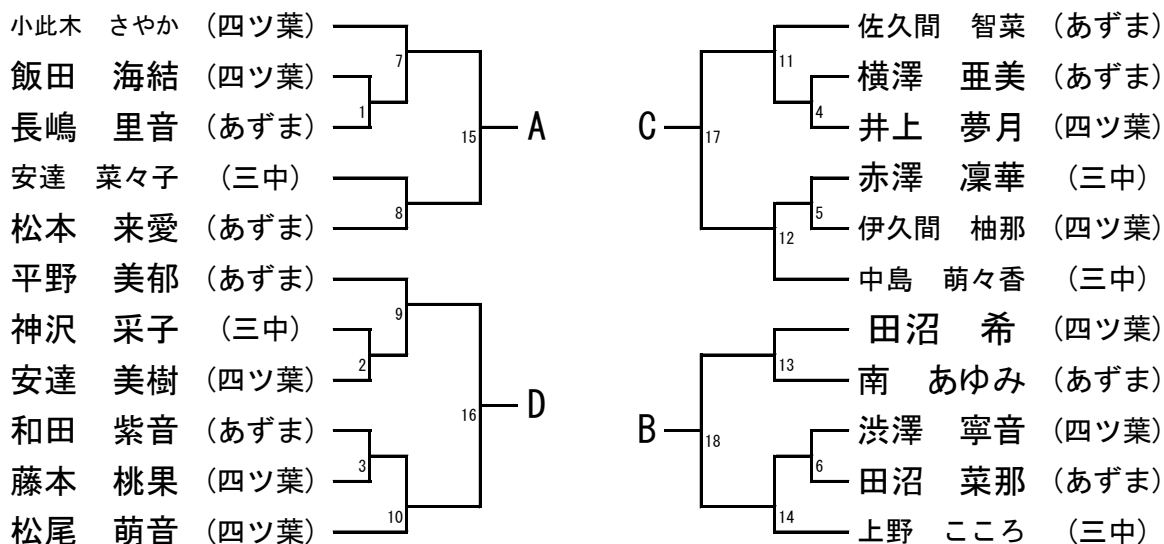 小此木 さやか (四ツ葉)
飯田 海結 (四ツ葉)
長嶋 里音 (あずま)
安達 菜々子 (三中)
松本 来愛 (あずま)
平野 美郁 (あずま)
神沢 采子 (三中)
安達 美樹 (四ツ葉)
和田 紫音 (あずま)
藤本 桃果 (四ツ葉)
松尾 萌音 (四ツ葉)
7
1
15
A
8
9
2
16
D
3
10
佐久間 智菜 (あずま)
横澤 亜美 (あずま)
井上 夢月 (四ツ葉)
赤澤 凜華 (三中)
伊久間 柚那 (四ツ葉)
中島 萌々香 (三中)
田沼 希 (四ツ葉)
南 あゆみ (あずま)
渋澤 寧音 (四ツ葉)
田沼 菜那 (あずま)
上野 こころ (三中)
11
4
C
17
5
12
13
B
18
6
14